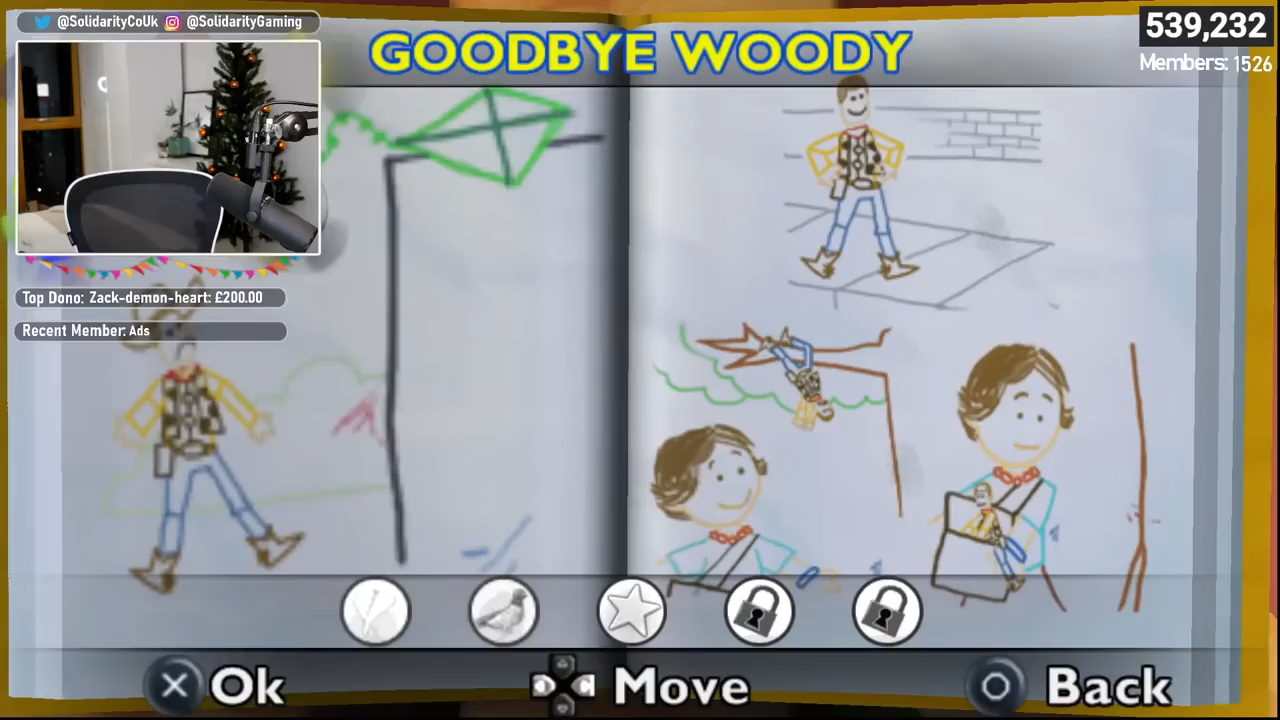 @SolidarityCoUk @SolidarityGaming
GOODBYE WOODY
539,232
Members: 1526
Top Dono: Zack-demon-heart: £200.00
Recent Member: Ads
Ok
Move
Back